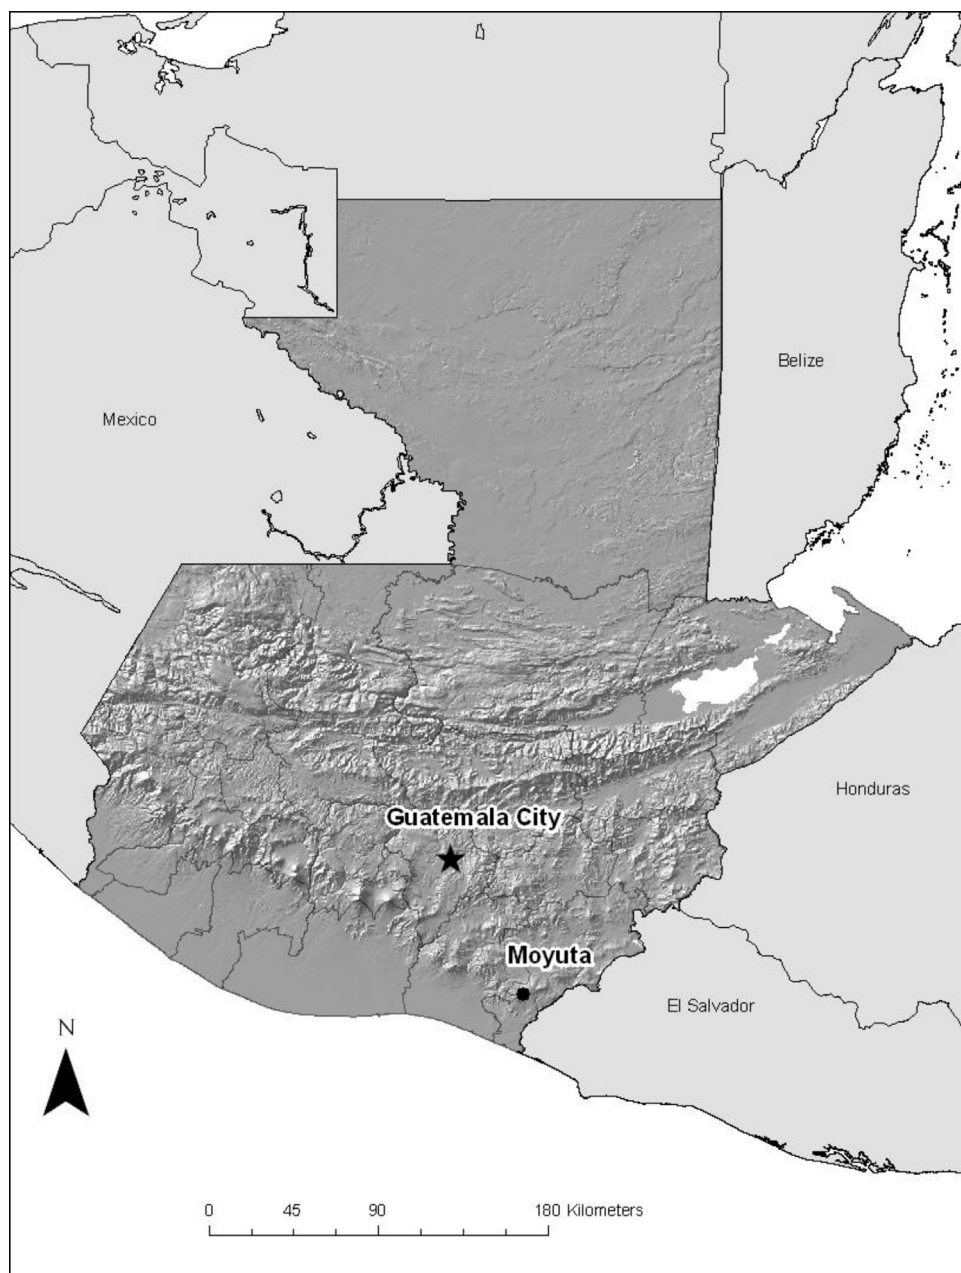 Belize
Mexico
Honduras
Guatemala City
Moyuta
El Salvador
N
0 45 90 180 Kilometers